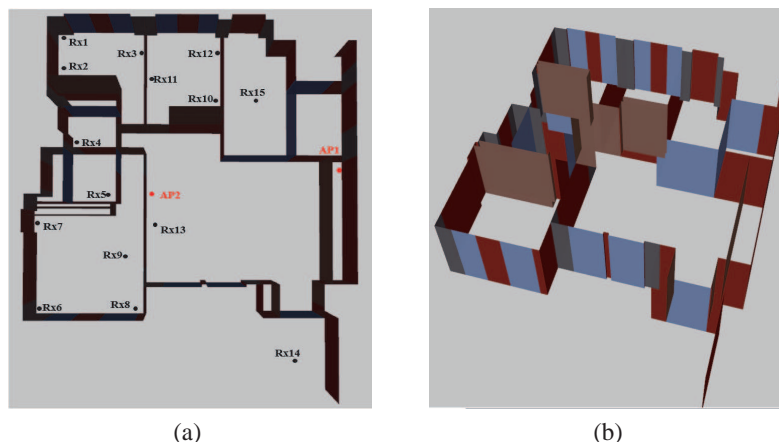 Rx1
Rx2
Rx3
Rx12
Rx11
Rx10
Rx15
Rx4
AP1
Rx5
AP2
Rx7
Rx13
Rx9
Rx6
Rx8
Rx14
(a)
(b)